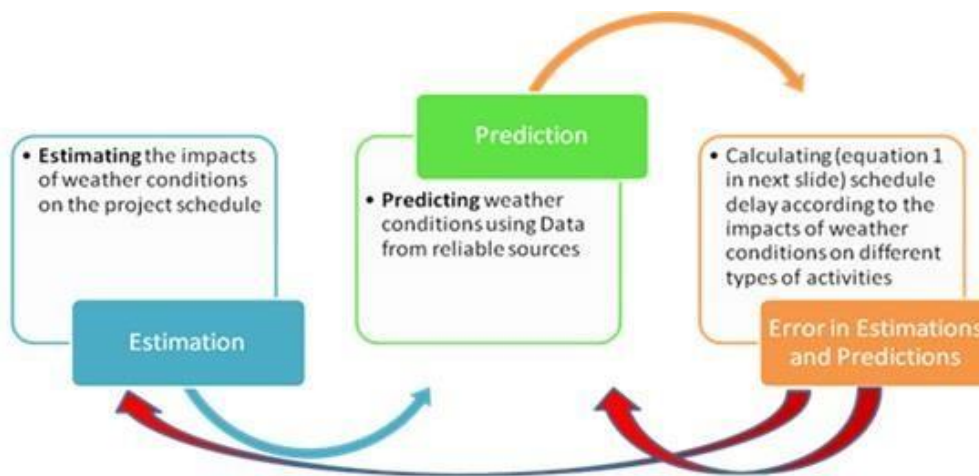 • Estimating the impacts
of weather conditions
on the project schedule
Estimation
Prediction
• Predicting weather
conditions using Data
from reliable sources
• Calculating (equation 1
in next slide) schedule
delay according to the
impacts of weather
conditions on different
types of activities
Error in Estimations
and Predictions